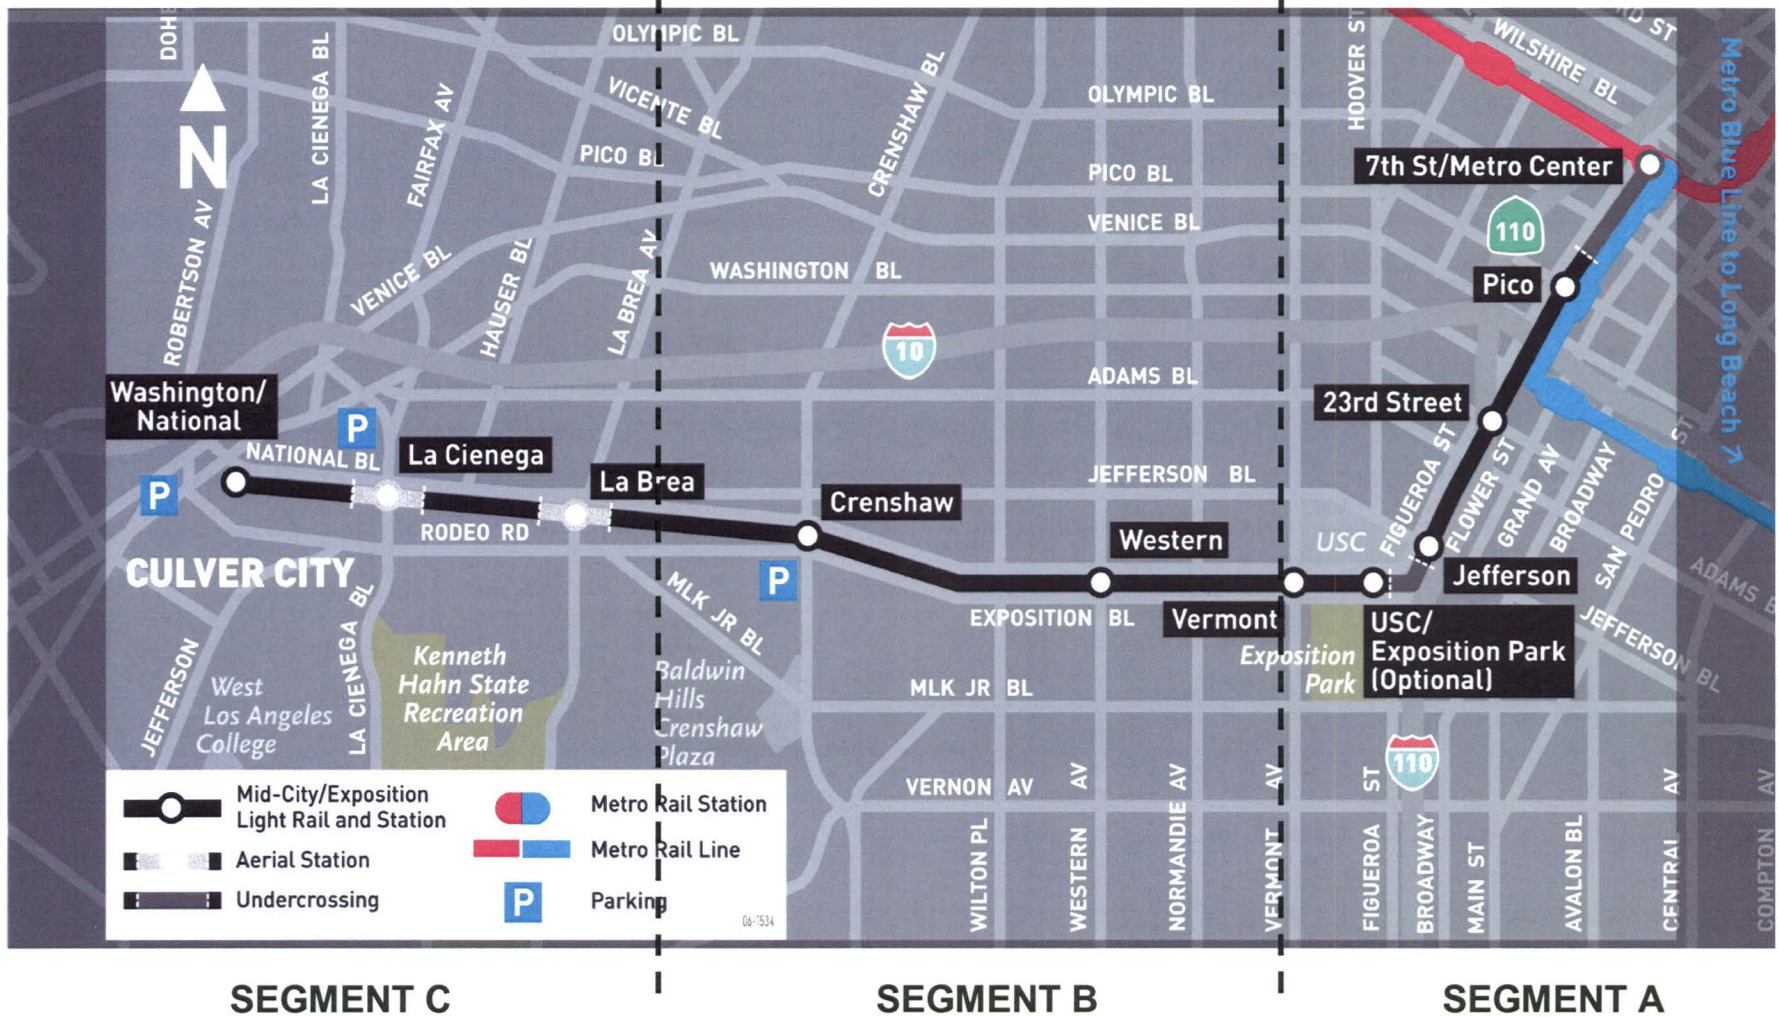 DOHE
LA CIENEGA BL
FAIRFAX AV
OLYMPIC BL
VICENTE BL
PICO BL
CRENSHAW BL
OLYMPIC BL
PICO BL
VENICE BL
HOOVER ST
WILSHIRE BL
RD ST
Metro Blue Line to Long Beach
N
ROBERTSON AV
VENICE BL
HAUSER BL
LA BREA AV
WASHINGTON BL
10
ADAMS BL
7th St/Metro Center
110
Pico
23rd Street
Washington/
National
P
NATIONAL BL
La Cienega
P
La Brea
RODEO RD
Crenshaw
P
JEFFERSON BL
Western
USC
FIGUEROA ST
FLOWER ST
GRAND AV
BROADWAY
SAN PEDRO ST
ADAMS B
Jefferson
JEFFERSON BL
CULVER CITY
MLK JR BL
EXPOSITION BL
Vermont
USC/
Exposition Park
(Optional)
Exposition
Park
JEFFERSON
West
Los Angeles
College
LA CIENEGA BL
Kenneth
Hahn State
Recreation
Area
Baldwin
Hills
Crenshaw
Plaza
MLK JR BL
110
VERNON AV
WILTON PL
WESTERN AV
NORMANDIE AV
VERMONT AV
FIGUEROA ST
BROADWAY
MAIN ST
AVALON BL
CENTRAL AV
COMPTON AV
Mid-City/Exposition
Light Rail and Station
Aerial Station
Undercrossing
Metro Rail Station
Metro Rail Line
P
Parking
06-1534
SEGMENT C
SEGMENT B
SEGMENT A